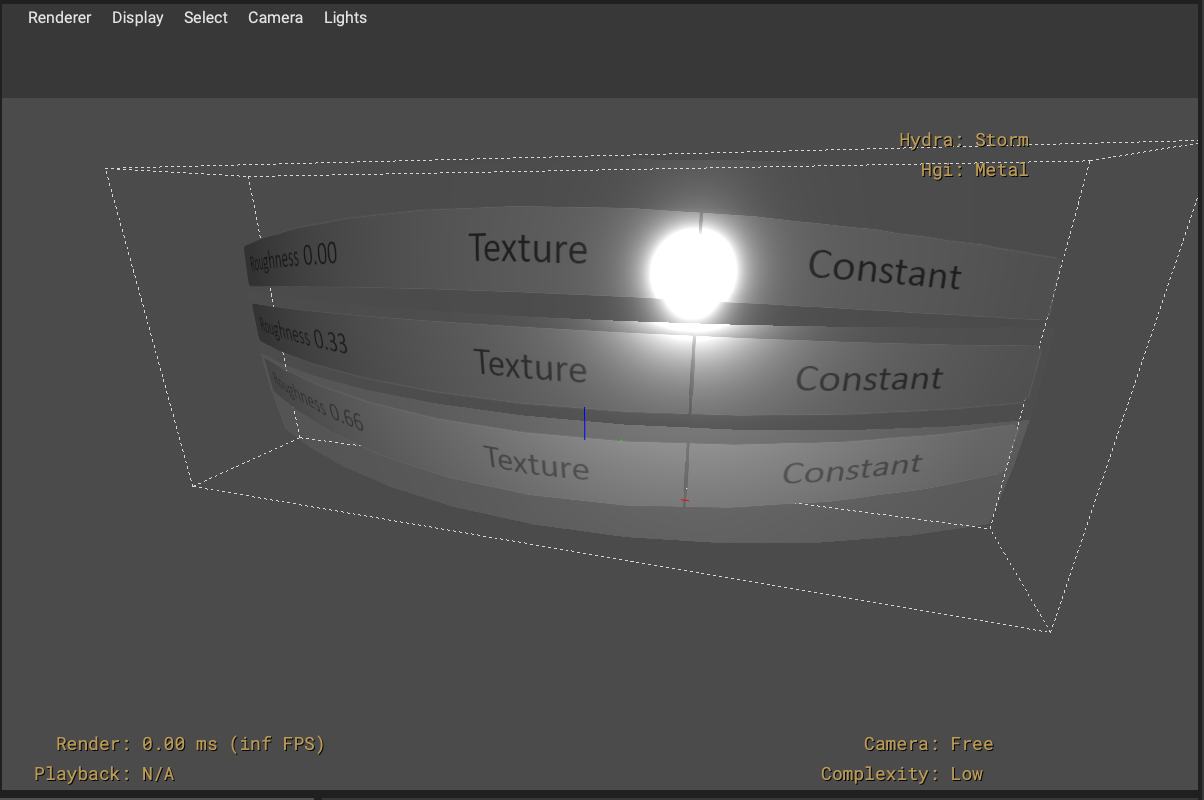 Renderer Display Select Camera Lights
Hydra: Storm
Hgi: Metal
Roughness 0.00 Texture Constant
Roughness 0.33 Texture Constant
Roughness 0.66 Texture Constant
Render: 0.00 ms (inf FPS)
Playback: N/A
Camera: Free
Complexity: Low